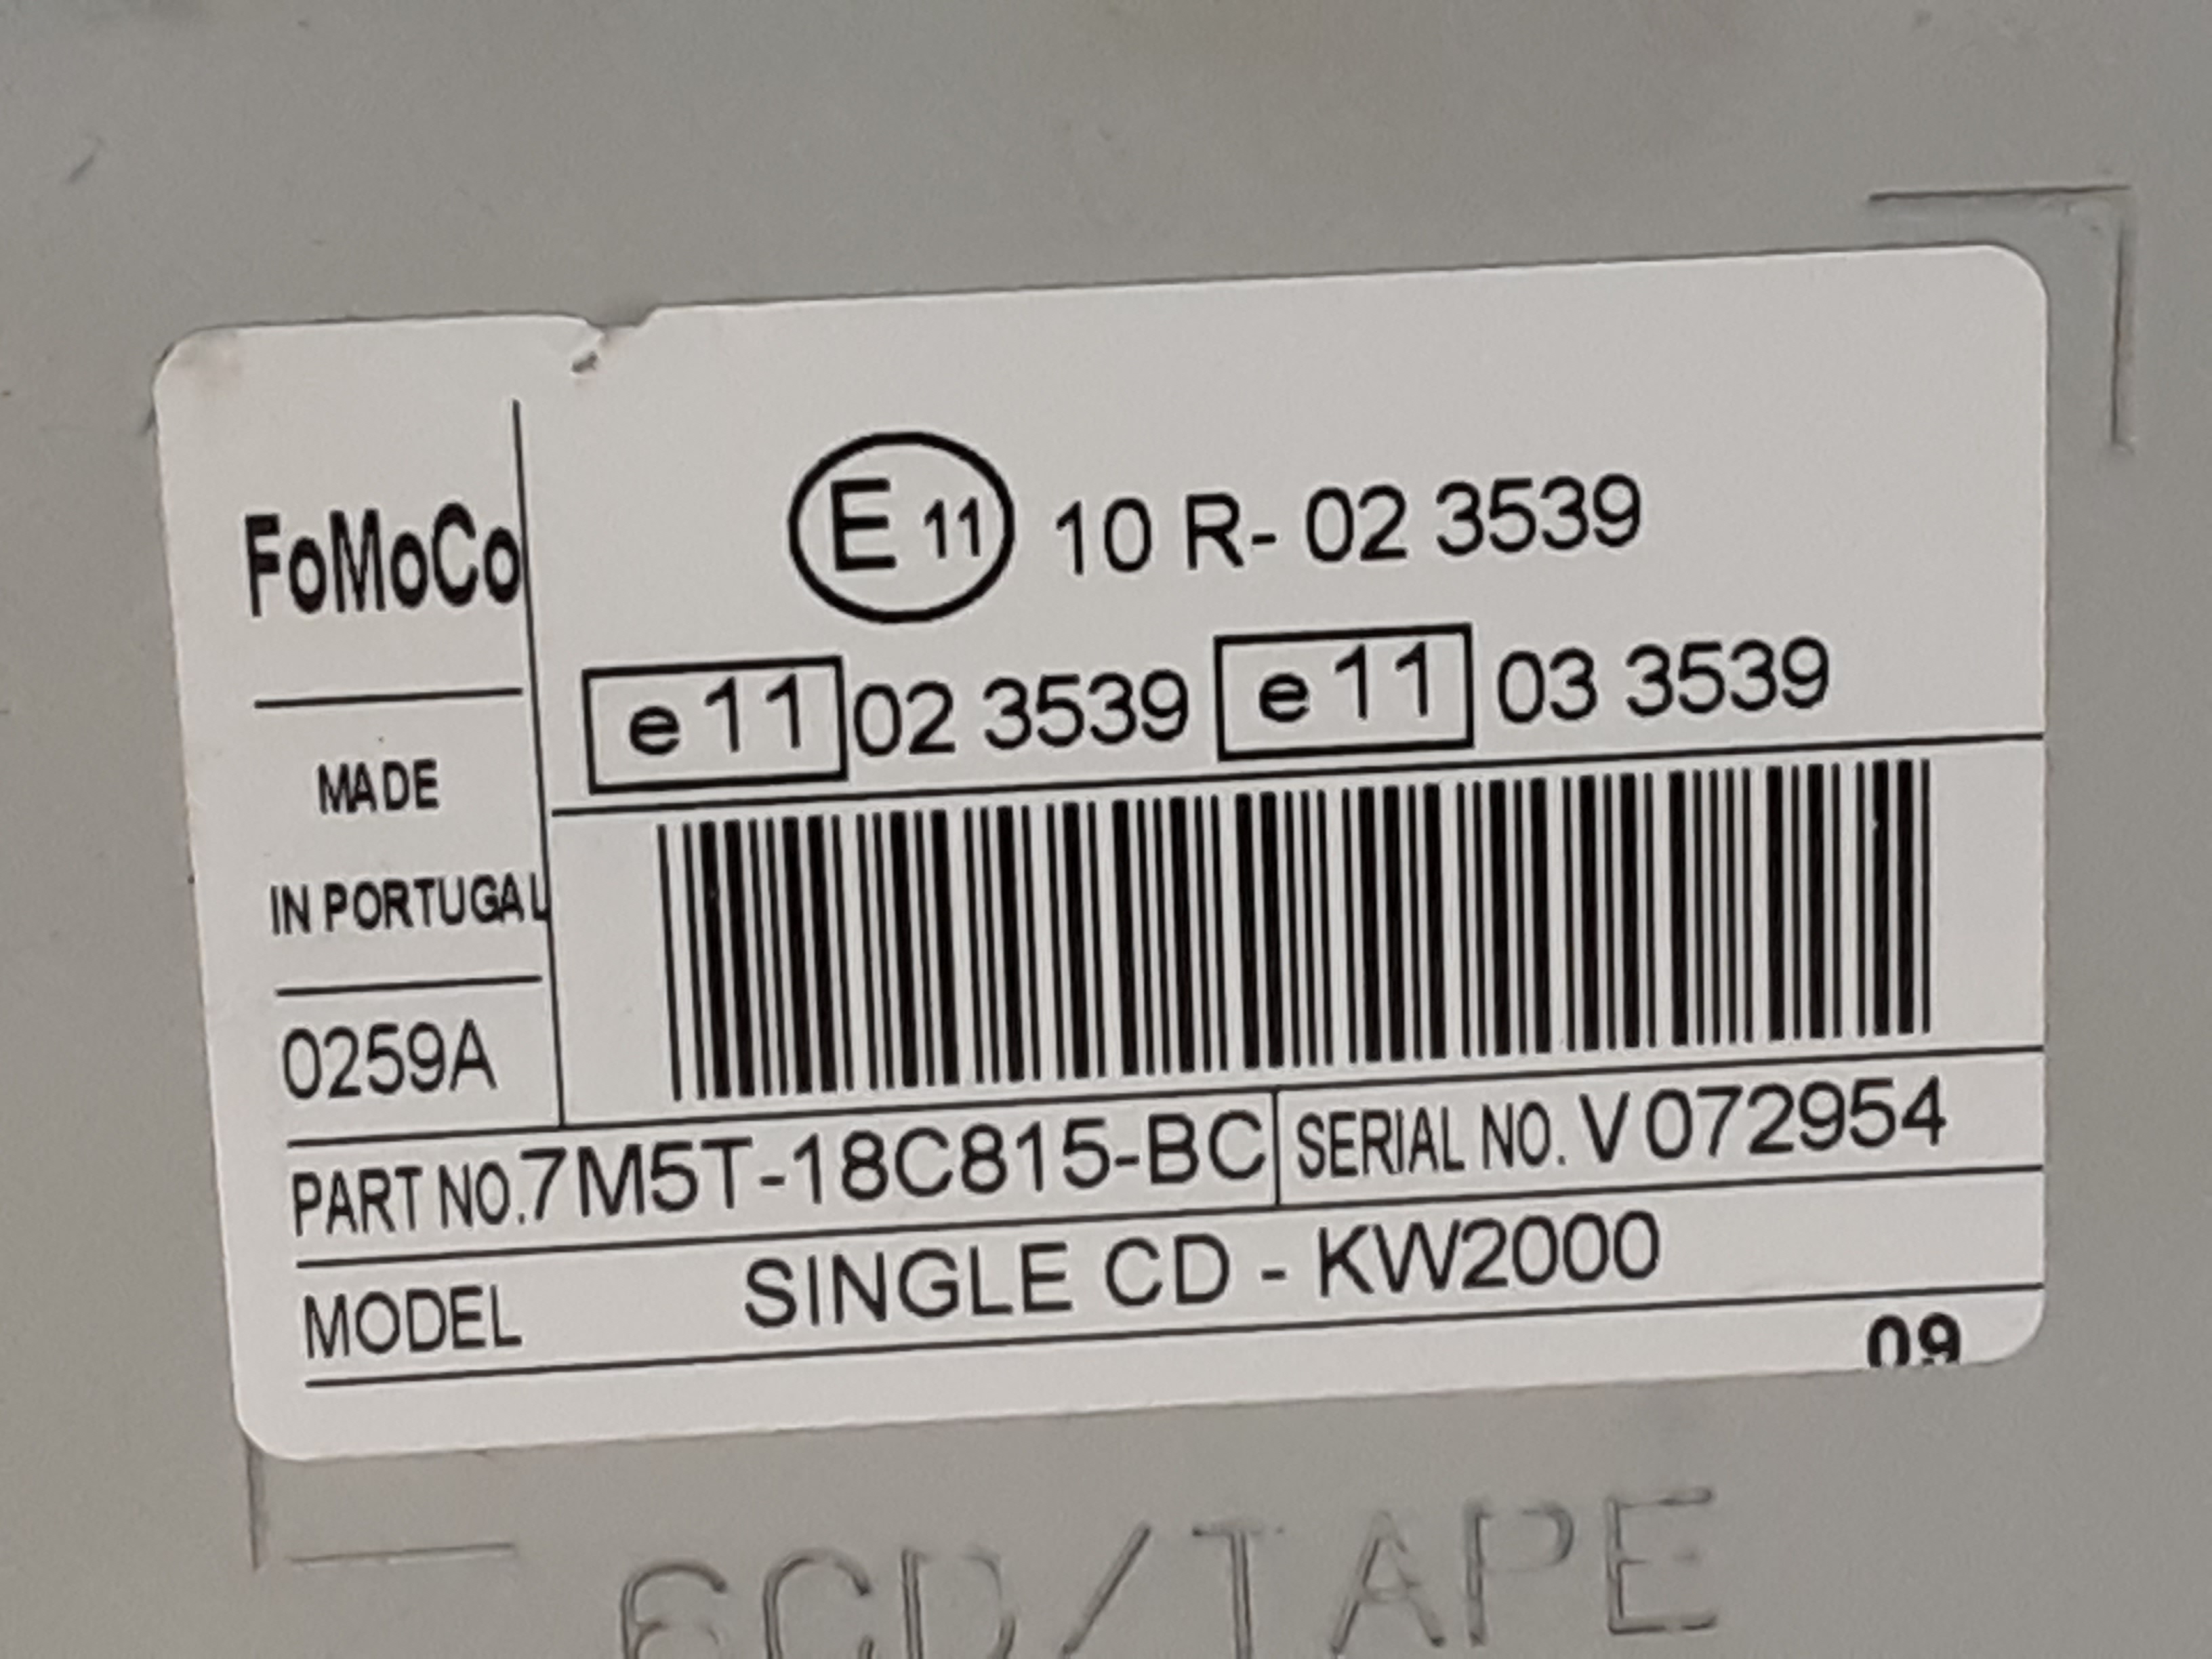 FoMoCo
E 11 10 R- 02 3539
e 11 02 3539 e 11 03 3539
MADE
IN PORTUGAL
0259A
PART NO. 7M5T-18C815-BC SERIAL NO. V072954
MODEL SINGLE CD - KW2000
09
6CD/TAPE